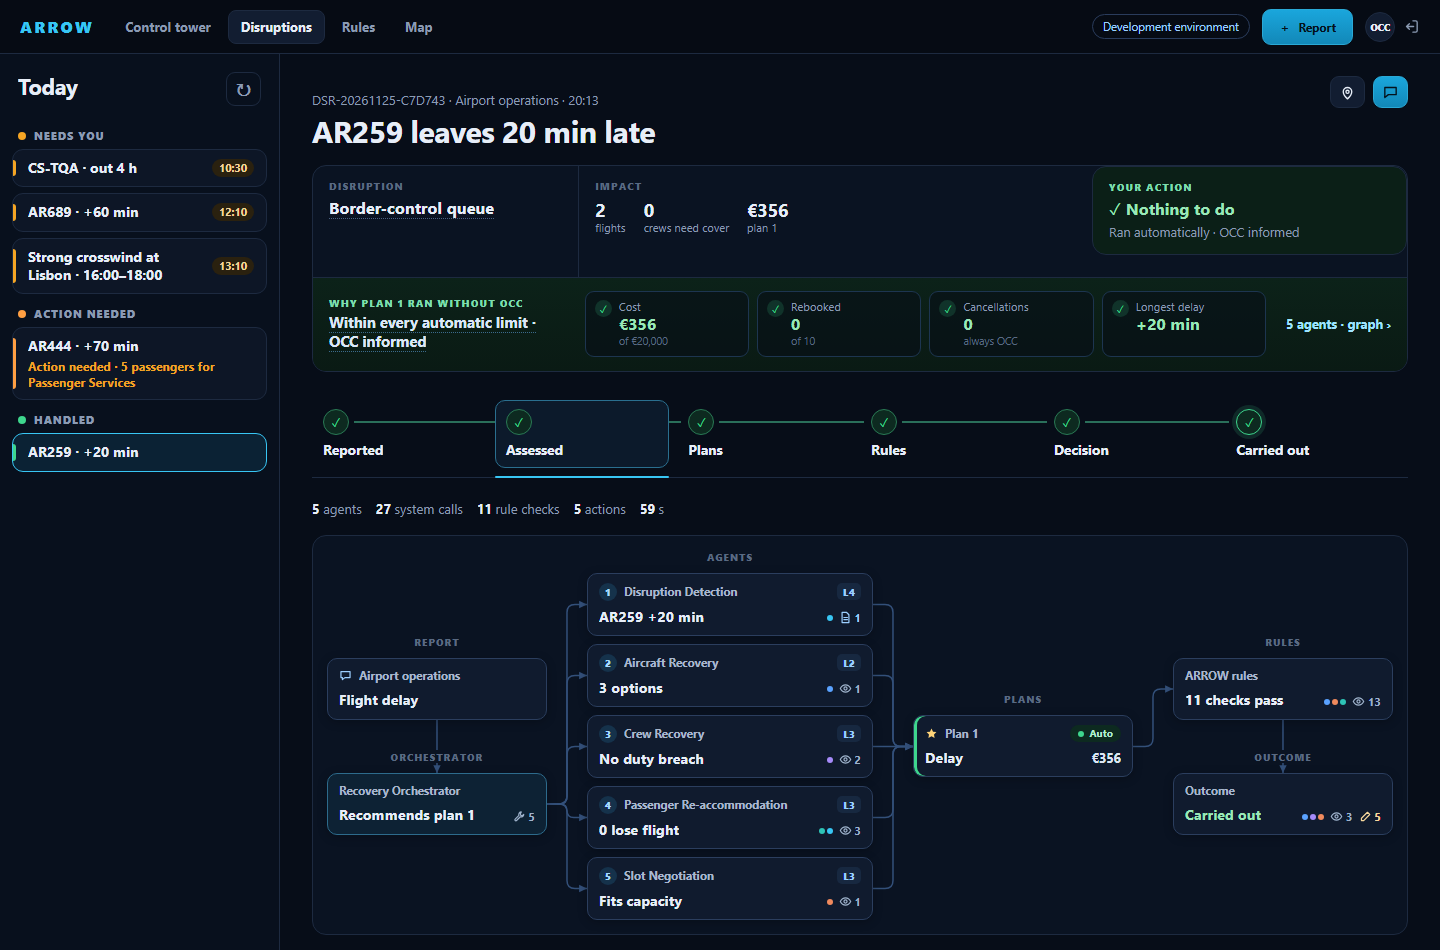 ARROW
Control tower
Disruptions
Rules
Map
Development environment
+ Report
OCC
Today
NEEDS YOU
CS-TQA · out 4 h
10:30
AR689 · +60 min
12:10
Strong crosswind at
Lisbon · 16:00–18:00
13:10
ACTION NEEDED
AR444 · +70 min
Action needed · 5 passengers for
Passenger Services
HANDLED
AR259 · +20 min
DSR-20261125-C7D743 · Airport operations · 20:13
AR259 leaves 20 min late
DISRUPTION
Border-control queue
IMPACT
2
flights
0
crews need cover
€356
plan 1
YOUR ACTION
✓ Nothing to do
Ran automatically · OCC informed
WHY PLAN 1 RAN WITHOUT OCC
Within every automatic limit ·
OCC informed
Cost
€356
of €20,000
Rebooked
0
of 10
Cancellations
0
always OCC
Longest delay
+20 min
5 agents · graph ›
Reported
Assessed
Plans
Rules
Decision
Carried out
5 agents 27 system calls 11 rule checks 5 actions 59 s
REPORT
Airport operations
Flight delay
ORCHESTRATOR
Recovery Orchestrator
Recommends plan 1
5
AGENTS
1 Disruption Detection L4
AR259 +20 min
1
2 Aircraft Recovery L2
3 options
1
3 Crew Recovery L3
No duty breach
2
4 Passenger Re-accommodation L3
0 lose flight
3
5 Slot Negotiation L3
Fits capacity
1
PLANS
Plan 1
Auto
Delay
€356
RULES
ARROW rules
11 checks pass
13
OUTCOME
Outcome
Carried out
3
5